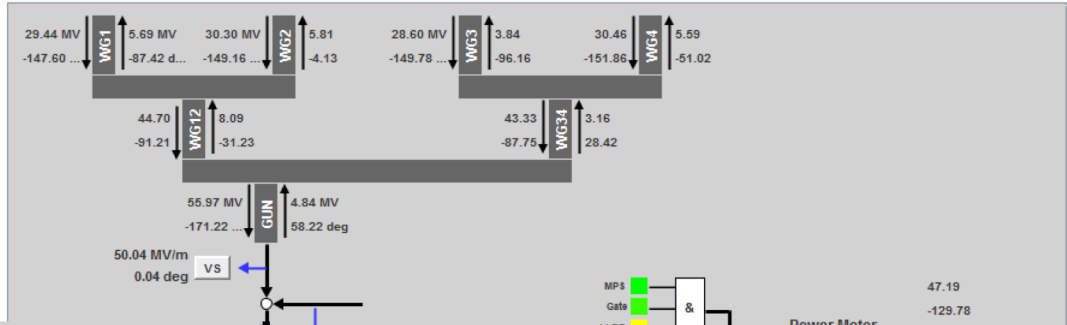 29.44 MV WG1 5.69 MV 30.30 MV WG2 5.81 28.60 MV WG3 3.84 30.46 WG4 5.59
-147.60 ... -87.42 d... -149.16 ... -4.13 -149.78 ... -96.16 -151.86 -51.02
44.70 WG12 8.09 43.33 WG34 3.16
-91.21 -31.23 -87.75 28.42
55.97 MV GUN 4.84 MV
-171.22 ... 58.22 deg
50.04 MV/m VS
0.04 deg
MPS & 47.19
Gate -129.78
Power Meter